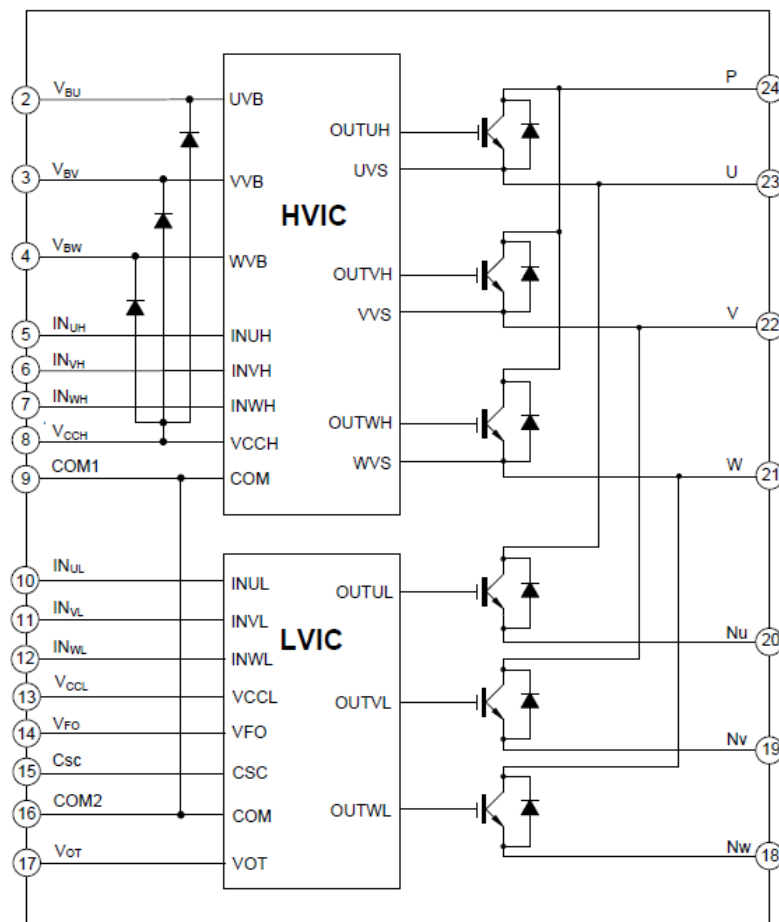 2 VBU UVB
3 VBV VVB
4 VBW WVB
5 INUH INUH
6 INVH INVH
7 INWH INWH
8 VCCH VCCH
9 COM1 COM
HVIC
OUTUH
UVS
OUTVH
VVS
OUTWH
WVS
P 24
U 23
V 22
W 21
10 INUL INUL
11 INVL INVL
12 INWL INWL
13 VCCL VCCL
14 VFO VFO
15 CSC CSC
16 COM2 COM
17 VOT VOT
LVIC
OUTUL
OUTVL
OUTWL
Nu 20
Nv 19
Nw 18